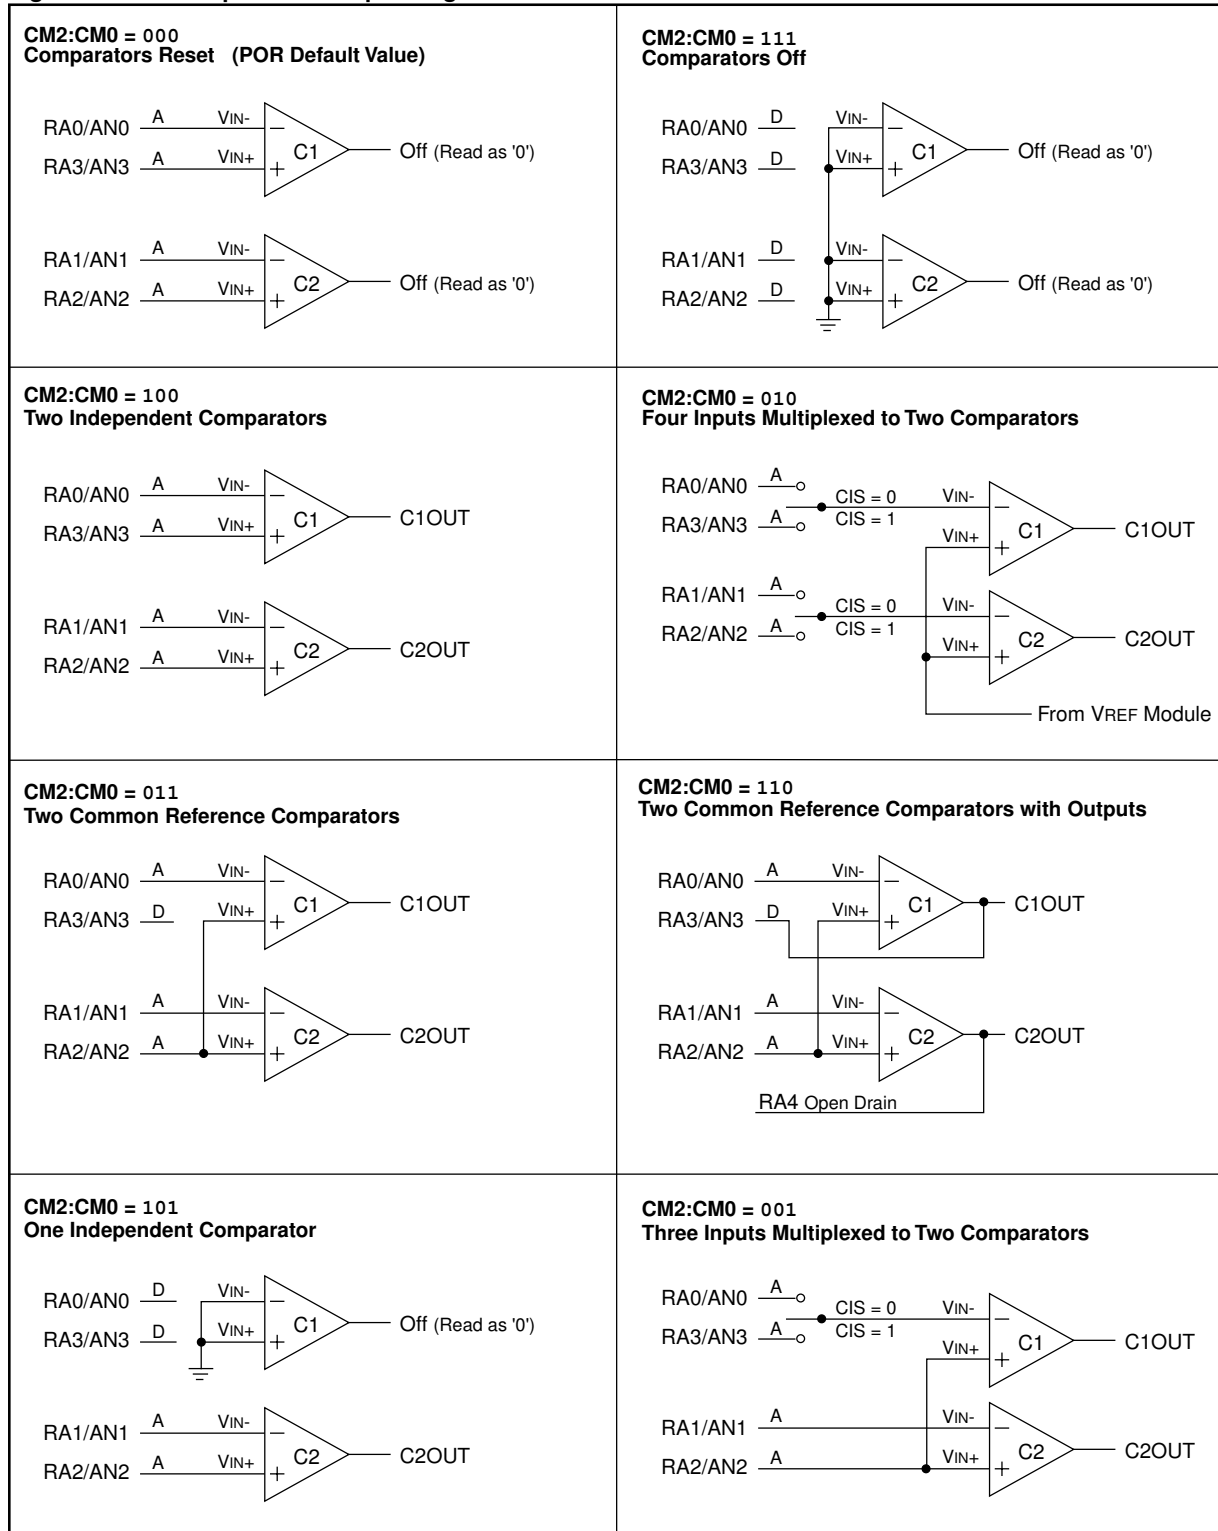 CM2:CM0 = 000
Comparators Reset (POR Default Value)
RA0/AN0 A VIN-
RA3/AN3 A VIN+
C1
Off (Read as '0')
RA1/AN1 A VIN-
RA2/AN2 A VIN+
C2
Off (Read as '0')
CM2:CM0 = 111
Comparators Off
RA0/AN0 D VIN-
RA3/AN3 D VIN+
C1
Off (Read as '0')
RA1/AN1 D VIN-
RA2/AN2 D VIN+
C2
Off (Read as '0')
CM2:CM0 = 100
Two Independent Comparators
RA0/AN0 A VIN-
RA3/AN3 A VIN+
C1
C1OUT
RA1/AN1 A VIN-
RA2/AN2 A VIN+
C2
C2OUT
CM2:CM0 = 010
Four Inputs Multiplexed to Two Comparators
RA0/AN0 A CIS = 0 VIN-
RA3/AN3 A CIS = 1 VIN+
C1
C1OUT
RA1/AN1 A CIS = 0 VIN-
RA2/AN2 A CIS = 1 VIN+
C2
C2OUT
From VREF Module
CM2:CM0 = 011
Two Common Reference Comparators
RA0/AN0 A VIN-
RA3/AN3 D VIN+
C1
C1OUT
RA1/AN1 A VIN-
RA2/AN2 A VIN+
C2
C2OUT
CM2:CM0 = 110
Two Common Reference Comparators with Outputs
RA0/AN0 A VIN-
RA3/AN3 D VIN+
C1
C1OUT
RA1/AN1 A VIN-
RA2/AN2 A VIN+
C2
C2OUT
RA4 Open Drain
CM2:CM0 = 101
One Independent Comparator
RA0/AN0 D VIN-
RA3/AN3 D VIN+
C1
Off (Read as '0')
RA1/AN1 A VIN-
RA2/AN2 A VIN+
C2
C2OUT
CM2:CM0 = 001
Three Inputs Multiplexed to Two Comparators
RA0/AN0 A CIS = 0 VIN-
RA3/AN3 A CIS = 1 VIN+
C1
C1OUT
RA1/AN1 A VIN-
RA2/AN2 A VIN+
C2
C2OUT